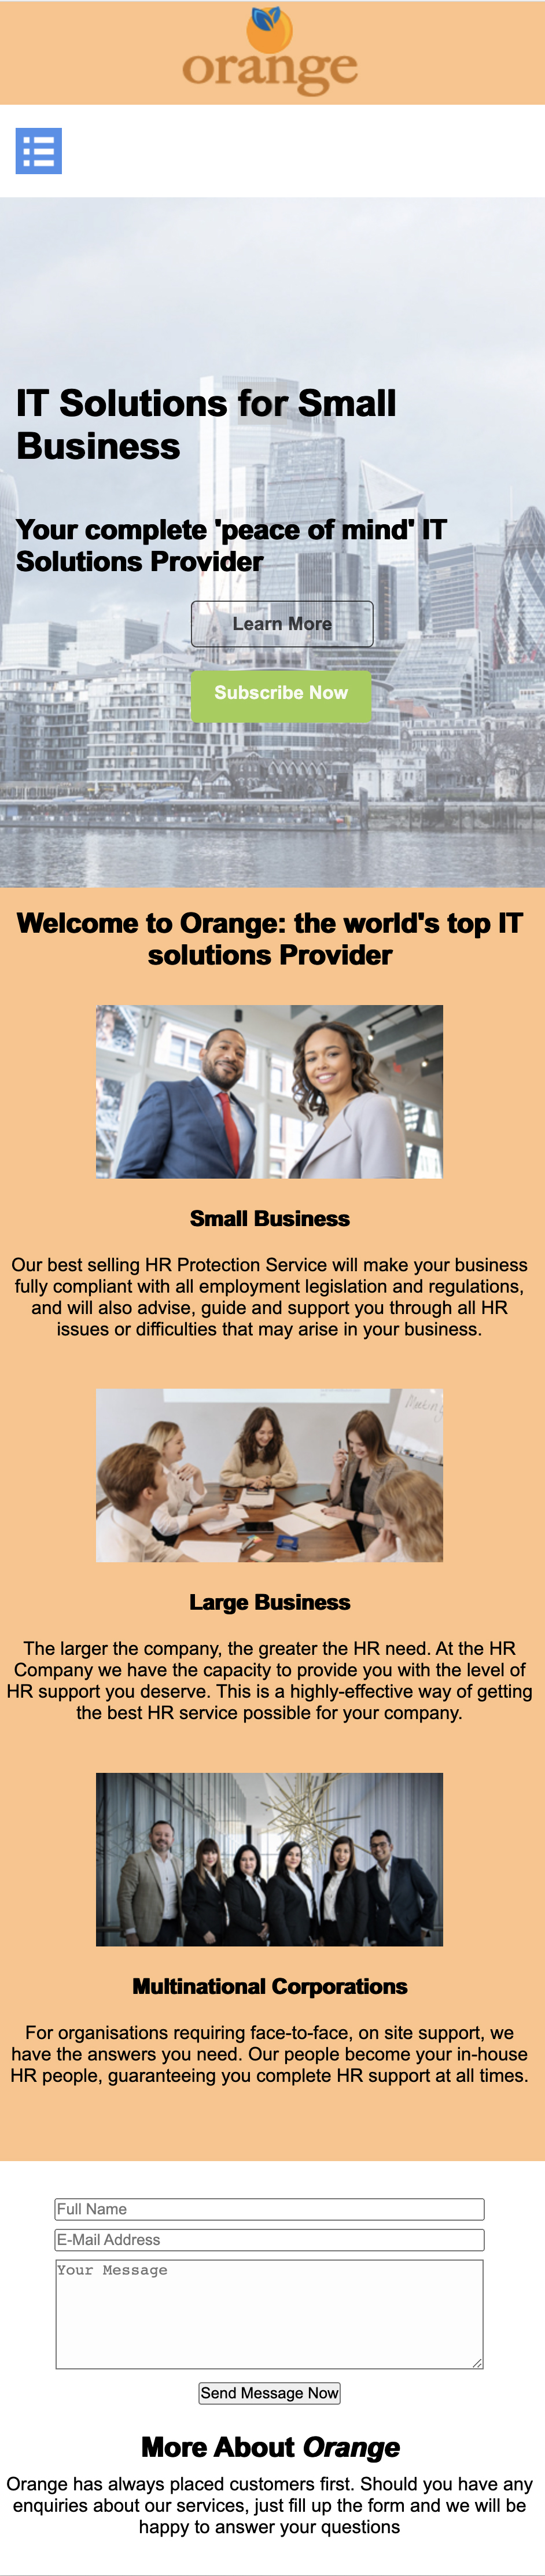 orange
IT Solutions for Small
Business
Your complete 'peace of mind' IT
Solutions Provider
Learn More
Subscribe Now
Welcome to Orange: the world's top IT
solutions Provider
Small Business
Our best selling HR Protection Service will make your business
fully compliant with all employment legislation and regulations,
and will also advise, guide and support you through all HR
issues or difficulties that may arise in your business.
Meeting
Large Business
The larger the company, the greater the HR need. At the HR
Company we have the capacity to provide you with the level of
HR support you deserve. This is a highly-effective way of getting
the best HR service possible for your company.
Multinational Corporations
For organisations requiring face-to-face, on site support, we
have the answers you need. Our people become your in-house
HR people, guaranteeing you complete HR support at all times.
Full Name
E-Mail Address
Your Message
Send Message Now
More About Orange
Orange has always placed customers first. Should you have any
enquiries about our services, just fill up the form and we will be
happy to answer your questions